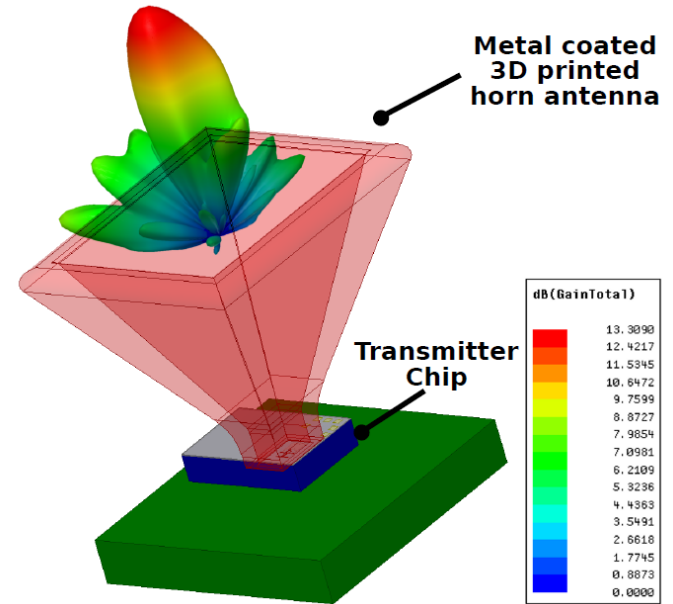 Metal coated
3D printed
horn antenna
Transmitter
Chip
dB(GainTotal)
13.3090
12.4217
11.5345
10.6472
9.7599
8.8727
7.9854
7.0981
6.2109
5.3236
4.4363
3.5491
2.6618
1.7745
0.8873
0.0000